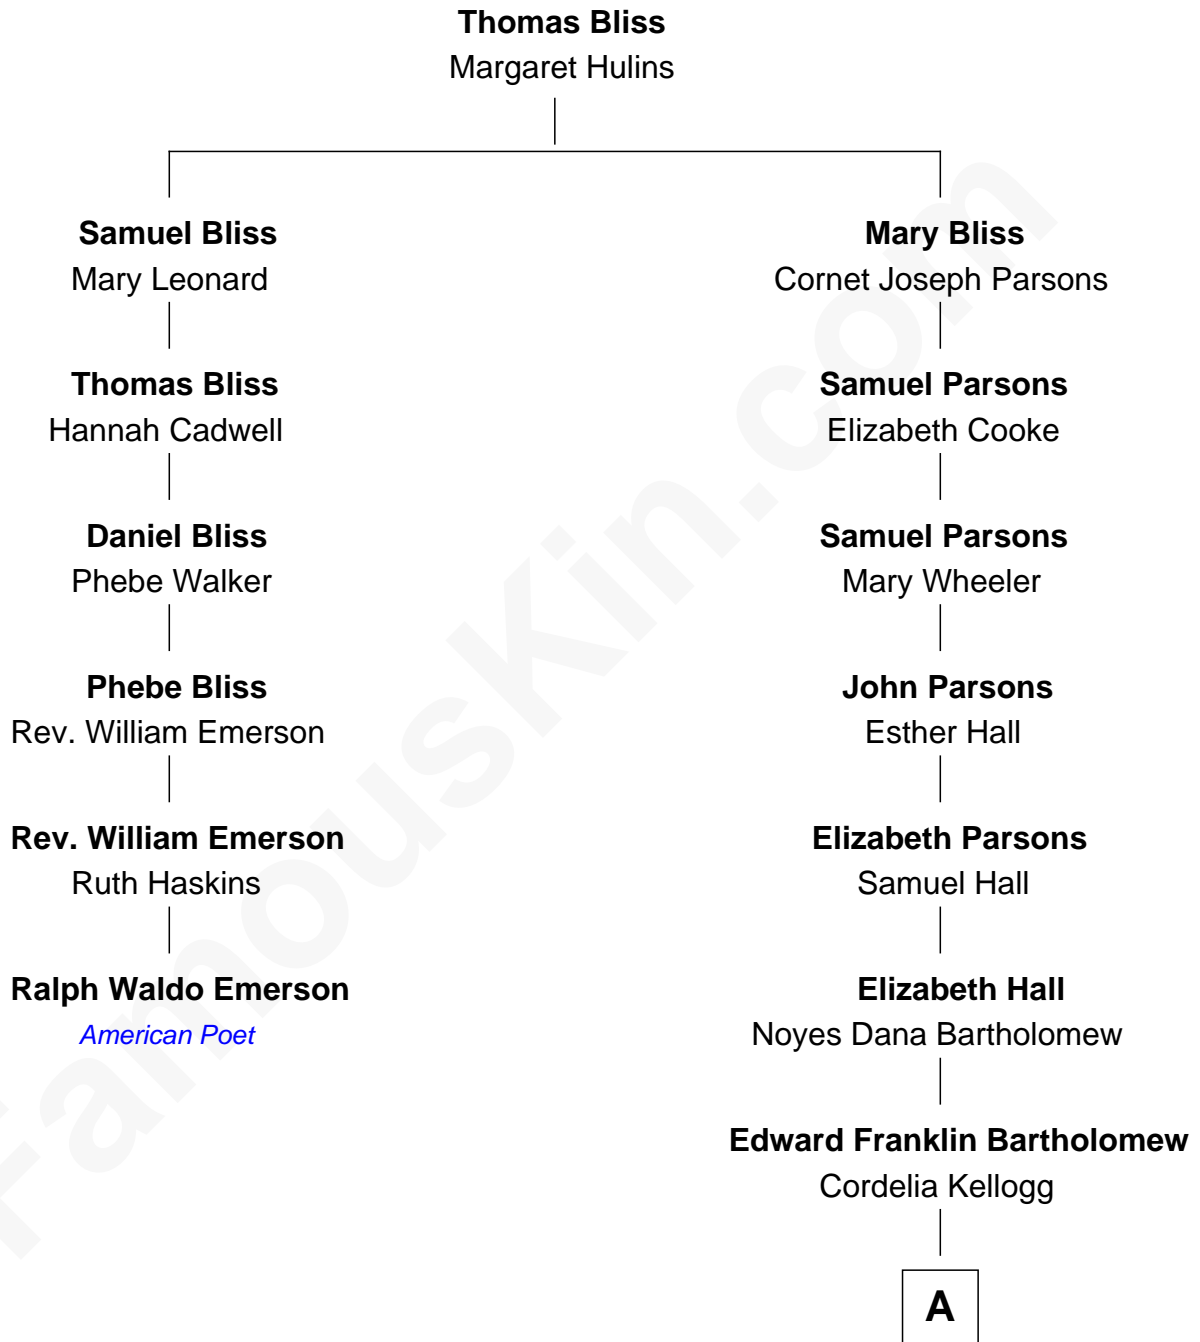 Thomas Bliss
Margaret Hulins
Samuel Bliss
Mary Leonard
Mary Bliss
Cornet Joseph Parsons
Thomas Bliss
Hannah Cadwell
Samuel Parsons
Elizabeth Cooke
Daniel Bliss
Phebe Walker
Samuel Parsons
Mary Wheeler
Phebe Bliss
Rev. William Emerson
John Parsons
Esther Hall
Rev. William Emerson
Ruth Haskins
Elizabeth Parsons
Samuel Hall
Ralph Waldo Emerson
American Poet
Elizabeth Hall
Noyes Dana Bartholomew
Edward Franklin Bartholomew
Cordelia Kellogg
A
FamousKin.com